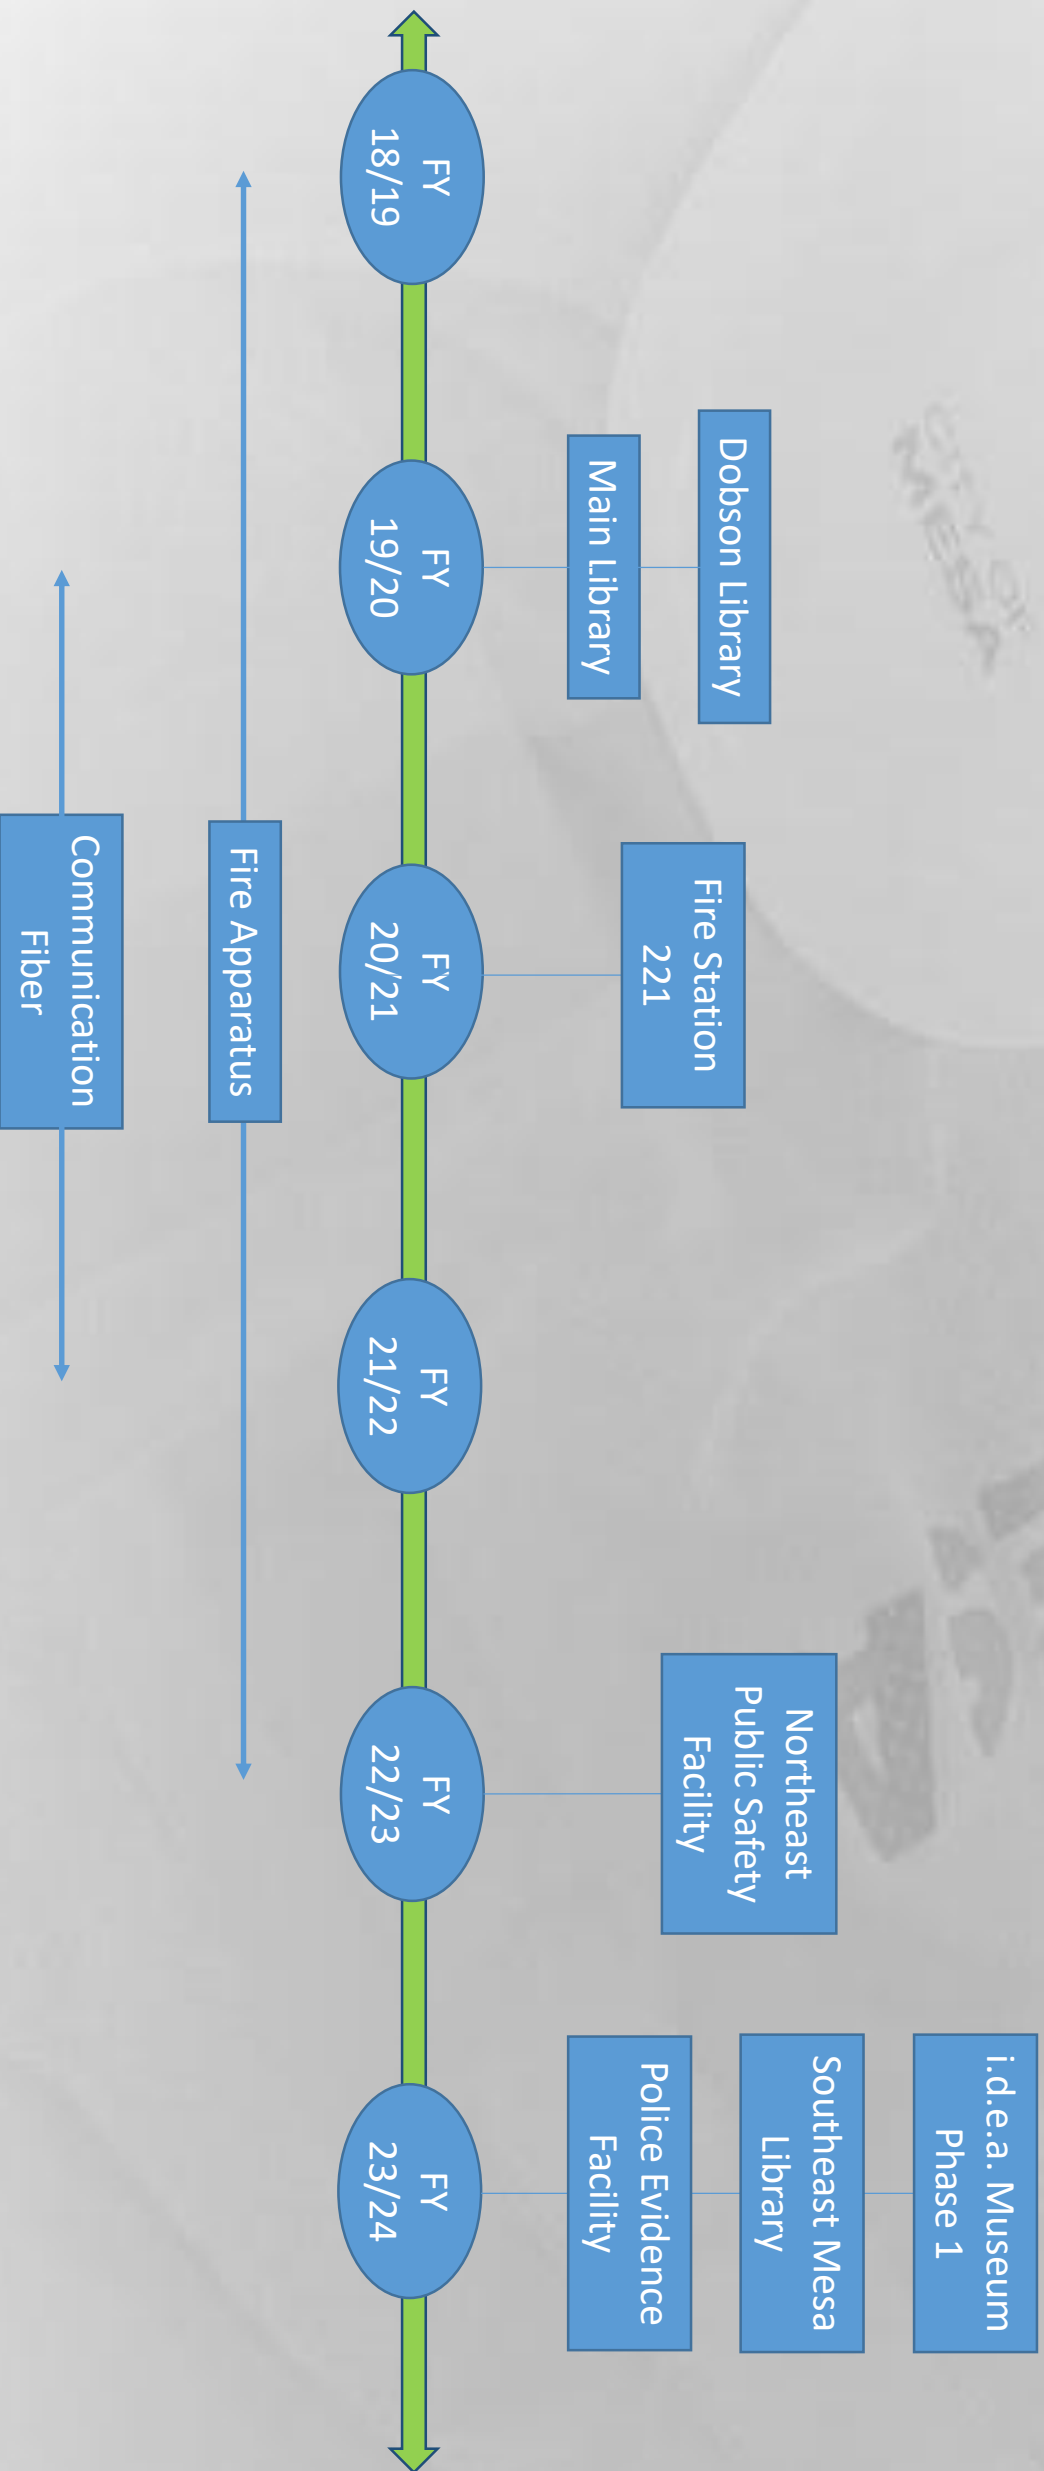 i.d.e.a. Museum
Phase 1
Dobson Library
Southeast Mesa
Library
Northeast
Public Safety
Facility
Fire Station
221
Main Library
Police Evidence
Facility
FY
18/19
FY
19/20
FY
20/21
FY
21/22
FY
22/23
FY
23/24
Fire Apparatus
Communication
Fiber